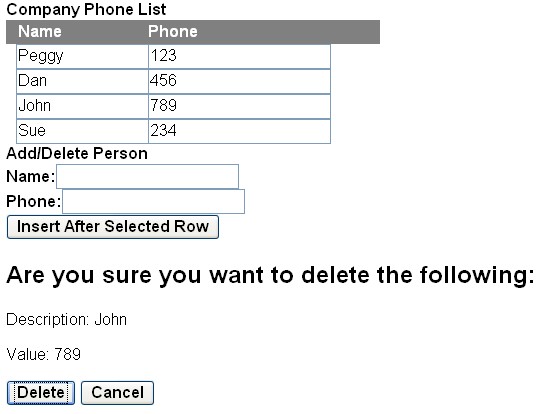 Company Phone List
Name Phone
Peggy 123
Dan 456
John 789
Sue 234
Add/Delete Person
Name:
Phone:
Insert After Selected Row
Are you sure you want to delete the following:
Description: John
Value: 789
Delete Cancel